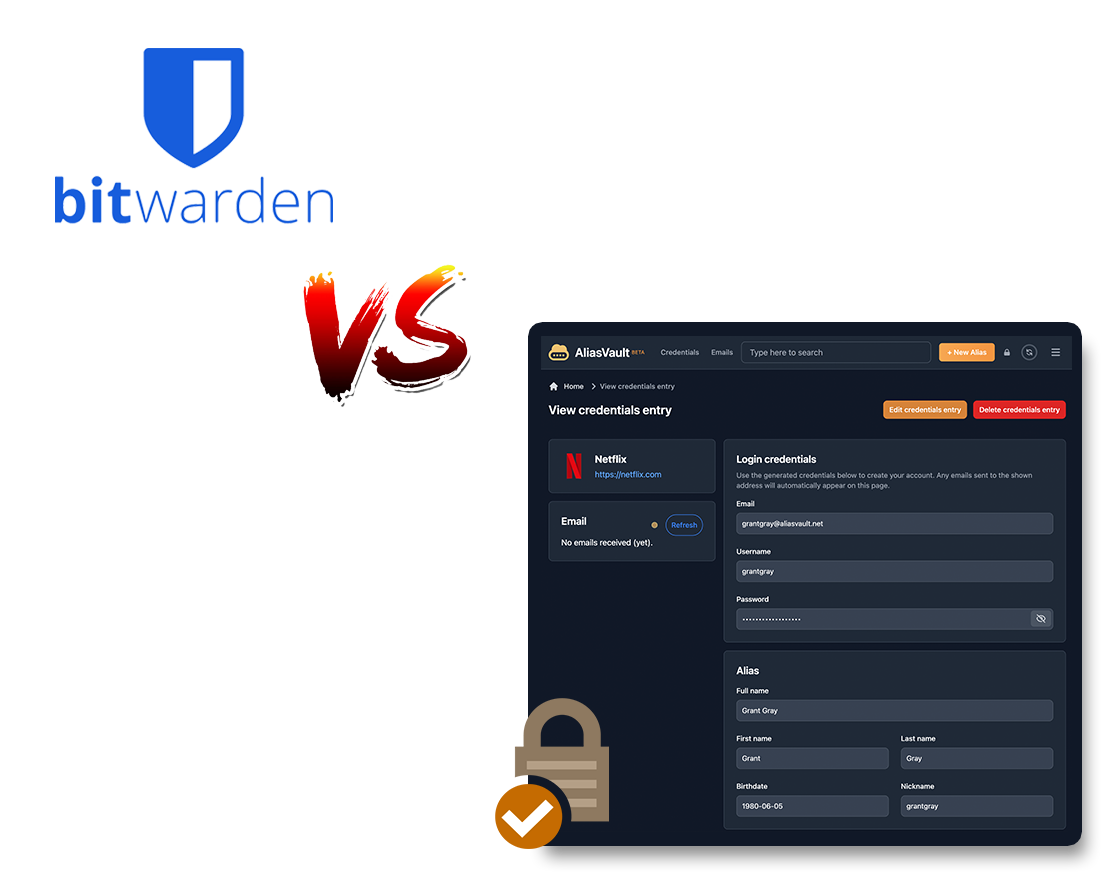 bitwarden
VS
AliasVault BETA Credentials Emails Type here to search + New Alias
Home > View credentials entry
View credentials entry
Edit credentials entry Delete credentials entry
Netflix
https://netflix.com
Email
Refresh
No emails received (yet).
Login credentials
Use the generated credentials below to create your account. Any emails sent to the shown
address will automatically appear on this page.
Email
grantgray@aliasvault.net
Username
grantgray
Password
••••••••••••••••••
Alias
Full name
Grant Gray
First name Last name
Grant Gray
Birthdate Nickname
1980-06-05 grantgray